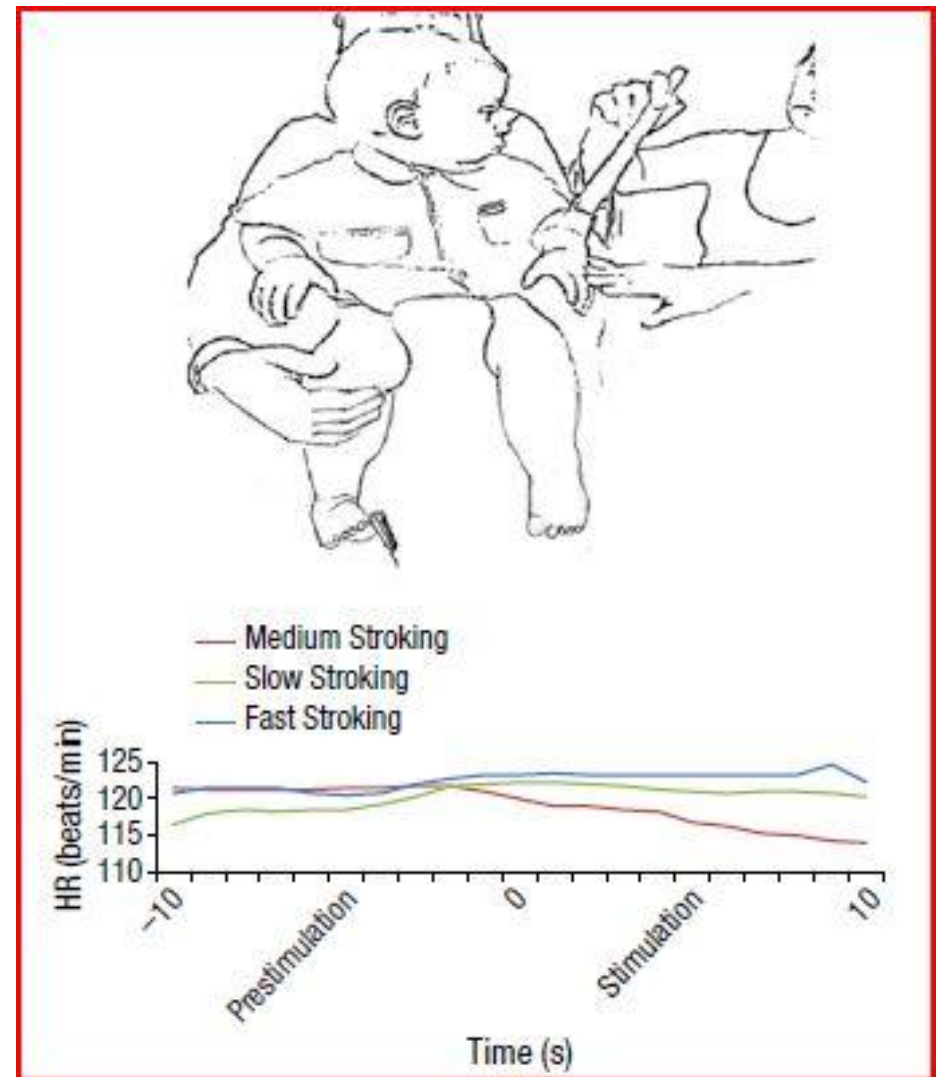 Medium Stroking
Slow Stroking
Fast Stroking
HR (beats/min)
125
120
115
110
–10
Prestimulation
0
Stimulation
10
Time (s)